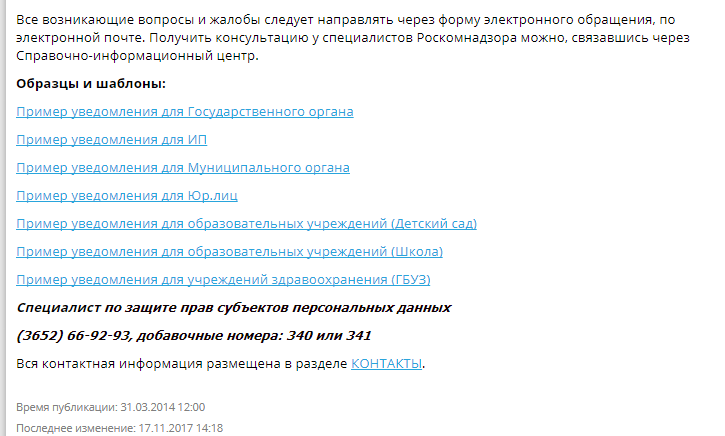 Все возникающие вопросы и жалобы следует направлять через форму электронного обращения, по
электронной почте. Получить консультацию у специалистов Роскомнадзора можно, связавшись через
Справочно-информационный центр.
Образцы и шаблоны:
Пример уведомления для Государственного органа
Пример уведомления для ИП
Пример уведомления для Муниципального органа
Пример уведомления для Юр.лиц
Пример уведомления для образовательных учреждений (Детский сад)
Пример уведомления для образовательных учреждений (Школа)
Пример уведомления для учреждений здравоохранения (ГБУЗ)
Специалист по защите прав субъектов персональных данных
(3652) 66-92-93, добавочные номера: 340 или 341
Вся контактная информация размещена в разделе КОНТАКТЫ.
Время публикации: 31.03.2014 12:00
Последнее изменение: 17.11.2017 14:18